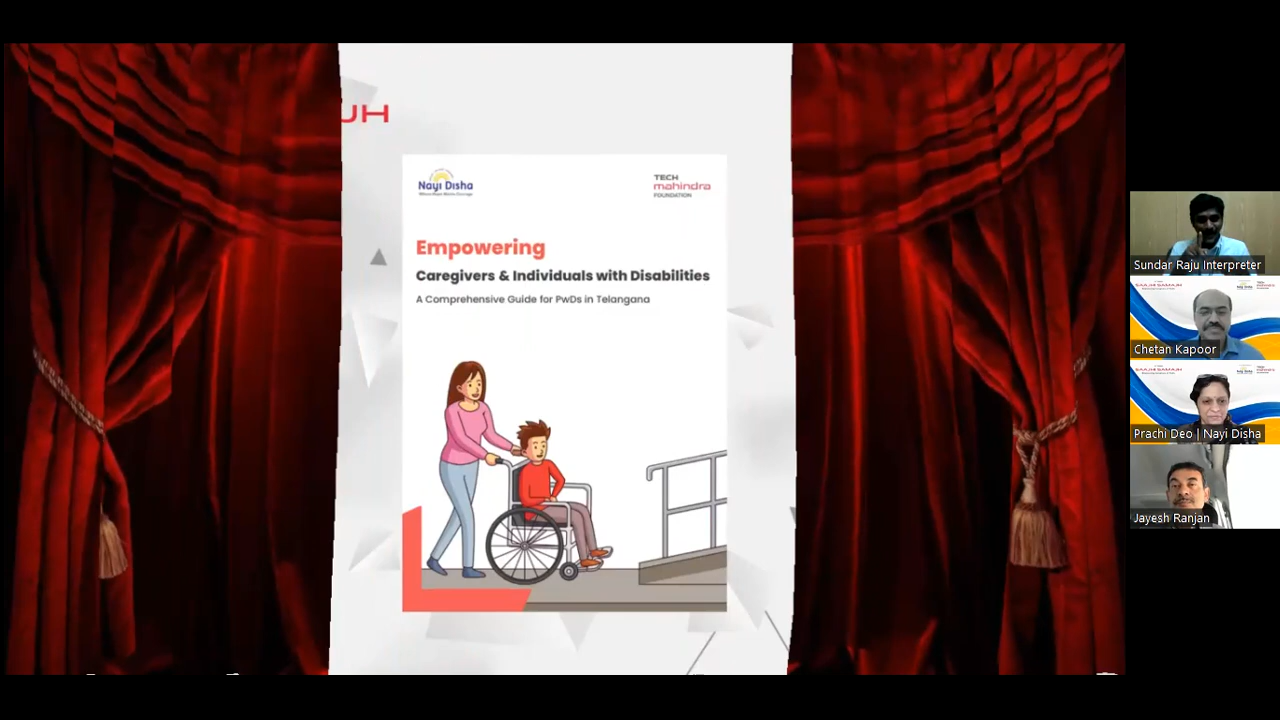 UH
Nayi Disha
TECH
mahindra
FOUNDATION
Empowering
Caregivers & Individuals with Disabilities
A Comprehensive Guide for PwDs in Telangana
Sundar Raju Interpreter
Chetan Kapoor
Prachi Deo | Nayi Disha
Jayesh Ranjan